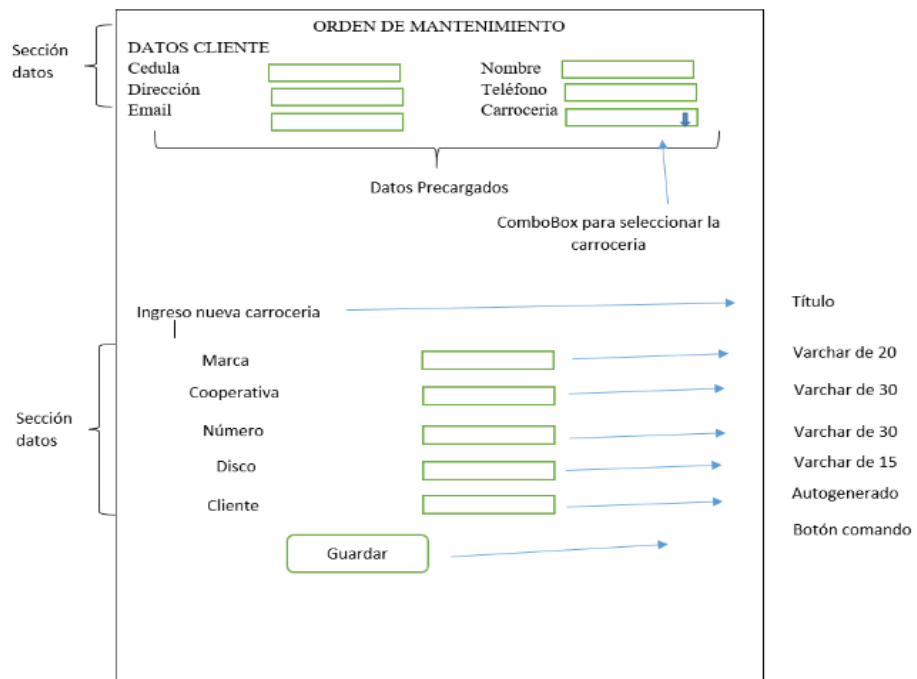 ORDEN DE MANTENIMIENTO
Sección datos
DATOS CLIENTE
Cedula
Nombre
Dirección
Teléfono
Email
Carroceria
Datos Precargados
ComboBox para seleccionar la
carroceria
Ingreso nueva carroceria
Título
Sección datos
Marca
Varchar de 20
Cooperativa
Varchar de 30
Número
Varchar de 30
Disco
Varchar de 15
Cliente
Autogenerado
Guardar
Botón comando